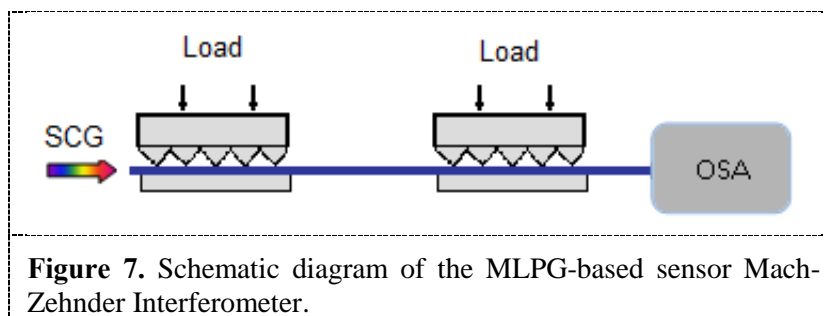 Load Load
SCG
OSA
Figure 7. Schematic diagram of the MLPG-based sensor Mach-
Zehnder Interferometer.